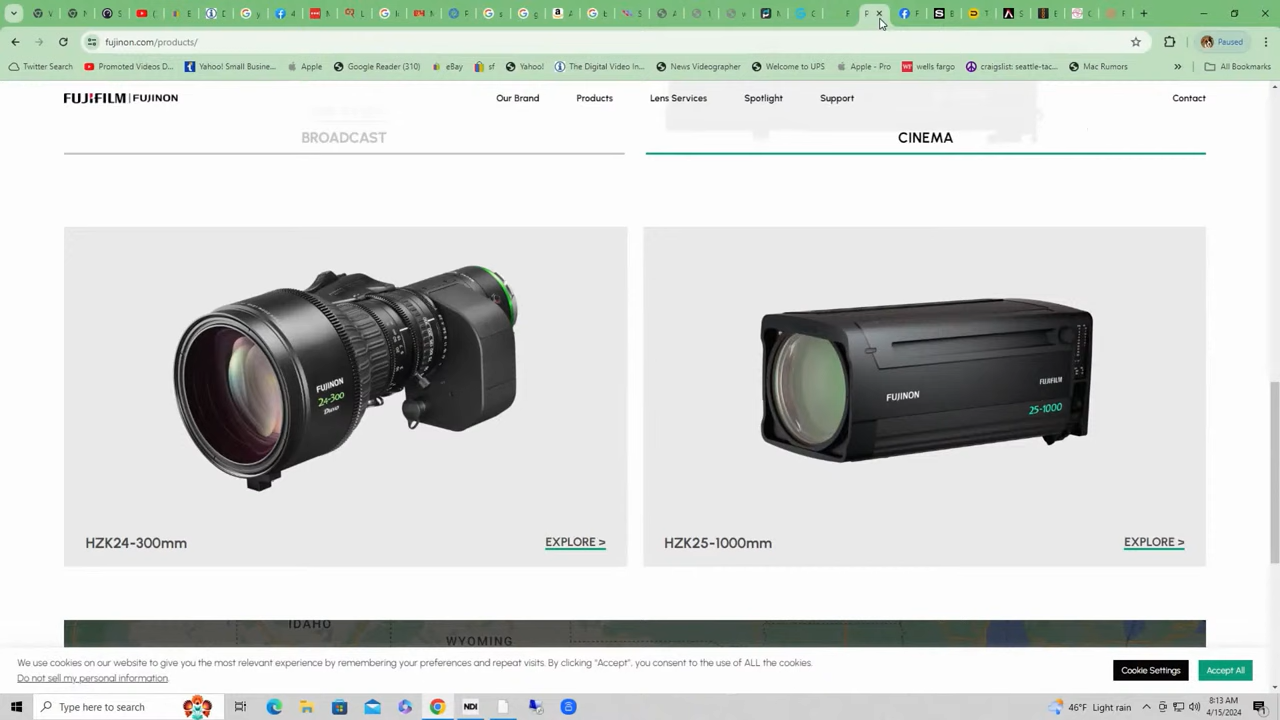 fujinon.com/products/
Paused
Twitter Search
Promoted Videos D...
Yahoo! Small Busine...
Apple
Google Reader (310)
eBay
sf
Yahoo!
The Digital Video In...
News Videographer
Welcome to UPS
Apple - Pro
wells fargo
craigslist: seattle-tac...
Mac Rumors
»
All Bookmarks
FUJIFILM | FUJINON
Our Brand
Products
Lens Services
Spotlight
Support
Contact
BROADCAST
CINEMA
FUJINON
24-300
Duvo
FUJINON
FUJIFILM
25-1000
HZK24-300mm
EXPLORE >
HZK25-1000mm
EXPLORE >
IDAHO
WYOMING
We use cookies on our website to give you the most relevant experience by remembering your preferences and repeat visits. By clicking “Accept”, you consent to the use of ALL the cookies.
Do not sell my personal information.
Cookie Settings
Accept All
Type here to search
NDI
46°F Light rain
8:13 AM
4/15/2024